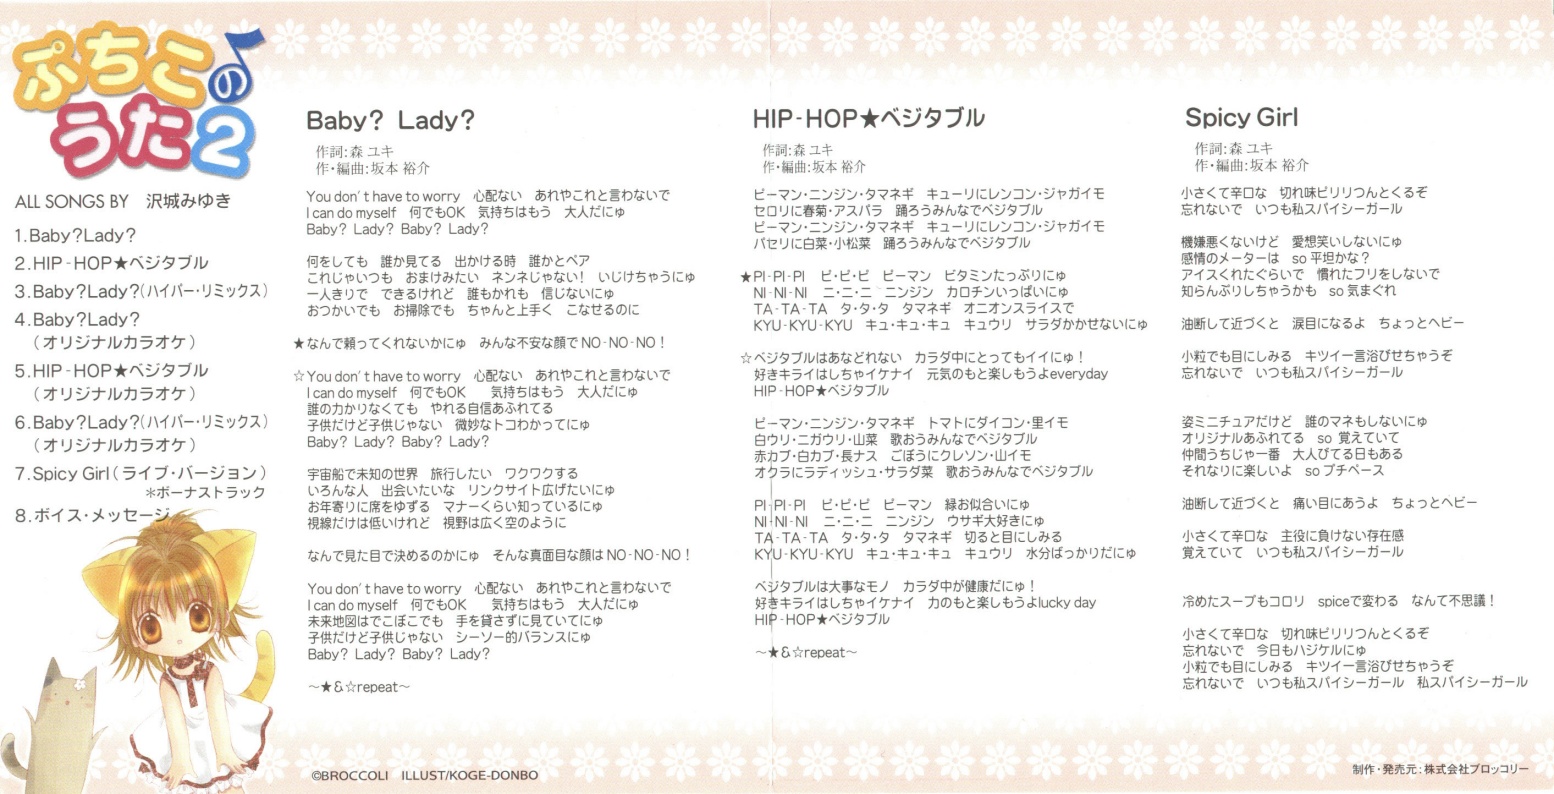 ぷちこの
うた2
ALL SONGS BY　沢城みゆき
1.Baby?Lady?
2.HIP-HOP★ベジタブル
3.Baby?Lady?(ハイパー・リミックス)
4.Baby?Lady?
(オリジナルカラオケ)
5.HIP-HOP★ベジタブル
(オリジナルカラオケ)
6.Baby?Lady?(ハイパー・リミックス)
(オリジナルカラオケ)
7.Spicy Girl(ライブ・バージョン)
＊ボーナストラック
8.ボイス・メッセージ
Baby? Lady?
作詞:森 ユキ
作・編曲:坂本 裕介
You don't have to worry　心配ない　あれやこれと言わないで
I can do myself　何でもOK　気持ちはもう　大人だにゅ
Baby? Lady? Baby? Lady?
何をしても　誰か見てる　出かける時　誰かとペア
これじゃいつも　おまけみたい　ネンネじゃない!　いじけちゃうにゅ
一人きりで　できるけれど　誰もかれも　信じないにゅ
おつかいでも　お掃除でも　ちゃんと上手く　こなせるのに
★なんで頼ってくれないかにゅ　みんな不安な顔で NO-NO-NO！
☆You don't have to worry　心配ない　あれやこれと言わないで
I can do myself　何でもOK　　気持ちはもう　大人だにゅ
誰の力かりなくても　やれる自信あふれてる
子供だけど子供じゃない　微妙なトコわかってにゅ
Baby? Lady? Baby? Lady?
宇宙船で未知の世界　旅行したい　ワクワクする
いろんな人　出会いたいな　リンクサイト広げたいにゅ
お年寄りに席をゆずる　マナーくらい知っているにゅ
視線だけは低いけれど　視野は広く空のように
なんで見た目で決めるのかにゅ　そんな真面目な顔は NO-NO-NO！
You don't have to worry　心配ない　あれやこれと言わないで
I can do myself　何でもOK　　気持ちはもう　大人だにゅ
未来地図はでこぼこでも　手を貸さずに見ていてにゅ
子供だけど子供じゃない　シーソー的バランスにゅ
Baby? Lady? Baby? Lady?
～★&☆repeat～
HIP-HOP★ベジタブル
作詞:森 ユキ
作・編曲:坂本 裕介
ピーマン・ニンジン・タマネギ　キューリにレンコン・ジャガイモ
セロリに春菊・アスパラ　踊ろうみんなでベジタブル
ピーマン・ニンジン・タマネギ　キューリにレンコン・ジャガイモ
パセリに白菜・小松菜　踊ろうみんなでベジタブル
★PI-PI-PI　ピ・ピ・ピ　ピーマン　ビタミンたっぷりにゅ
NI-NI-NI　ニ・ニ・ニ　ニンジン　カロチンいっぱいにゅ
TA-TA-TA　タ・タ・タ　タマネギ　オニオンスライスで
KYU-KYU-KYU　キュ・キュ・キュ　キュウリ　サラダかかせないにゅ
☆ベジタブルはあなどれない　カラダ中にとってもイイにゅ！
好きキライはしちゃイケナイ　元気のもと楽しもうよeveryday
HIP-HOP★ベジタブル
ピーマン・ニンジン・タマネギ　トマトにダイコン・里イモ
白ウリ・ニガウリ・山菜　歌おうみんなでベジタブル
赤カブ・白カブ・長ナス　ごぼうにクレソン・山イモ
オクラにラディッシュ・サラダ菜　歌おうみんなでベジタブル
PI-PI-PI　ピ・ピ・ピ　ピーマン　緑お似合いにゅ
NI-NI-NI　ニ・ニ・ニ　ニンジン　ウサギ大好きにゅ
TA-TA-TA　タ・タ・タ　タマネギ　切ると目にしみる
KYU-KYU-KYU　キュ・キュ・キュ　キュウリ　水分ばっかりだにゅ
ベジタブルは大事なモノ　カラダ中が健康だにゅ！
好きキライはしちゃイケナイ　力のもと楽しもうよlucky day
HIP-HOP★ベジタブル
～★&☆repeat～
Spicy Girl
作詞:森 ユキ
作・編曲:坂本 裕介
小さくて辛口な　切れ味ピリリつんとくるぞ
忘れないで　いつも私スパイシーガール
機嫌悪くないけど　愛想笑いしないにゅ
感情のメーターは　so 平坦かな？
アイスくれたぐらいで　慣れたフリをしないで
知らんぷりしちゃうかも　so 気まぐれ
油断して近づくと　涙目になるよ　ちょっとヘビー
小粒でも目にしみる　キツイ一言浴びせちゃうぞ
忘れないで　いつも私スパイシーガール
姿ミニチュアだけど　誰のマネもしないにゅ
オリジナルあふれてる　so 覚えていて
仲間うちじゃ一番　大人びてる日もある
それなりに楽しいよ　so プチペース
油断して近づくと　痛い目にあうよ　ちょっとヘビー
小さくて辛口な　主役に負けない存在感
覚えていて　いつも私スパイシーガール
冷めたスープもコロリ　spiceで変わる　なんて不思議！
小さくて辛口な　切れ味ピリリつんとくるぞ
忘れないで　今日もハジケルにゅ
小粒でも目にしみる　キツイ一言浴びせちゃうぞ
忘れないで　いつも私スパイシーガール　私スパイシーガール
©BROCCOLI　ILLUST/KOGE-DONBO
制作・発売元:株式会社ブロッコリー